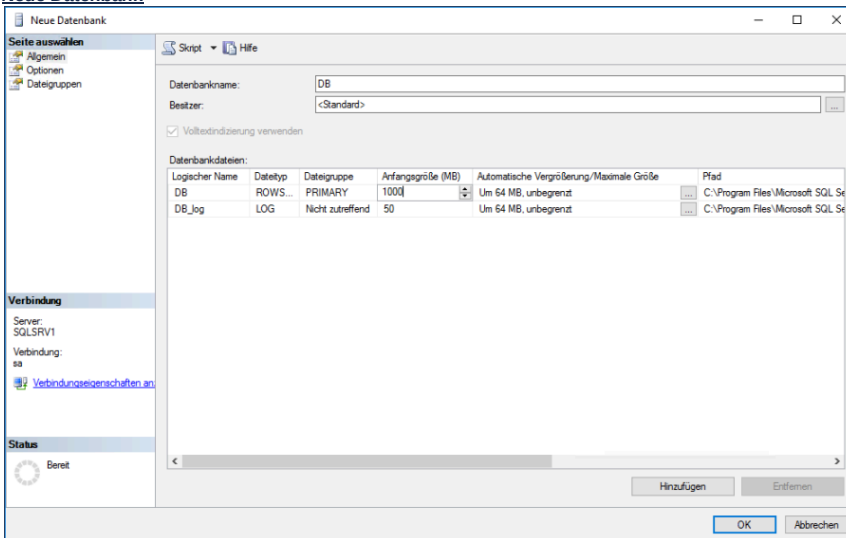 Neue Datenbank
Neue Datenbank
Seite auswählen
Allgemein
Optionen
Dateigruppen
Skript
Hilfe
Datenbankname:
DB
Besitzer:
<Standard>
...
Volltextindizierung verwenden
Datenbankdateien:
Logischer Name Dateityp Dateigruppe Anfangsgröße (MB) Automatische Vergrößerung/Maximale Größe Pfad
DB ROWS... PRIMARY 1000 Um 64 MB, unbegrenzt ... C:\Program Files\Microsoft SQL Se
DB_log LOG Nicht zutreffend 50 Um 64 MB, unbegrenzt ... C:\Program Files\Microsoft SQL Se
Verbindung
Server:
SQLSRV1
Verbindung:
sa
Verbindungseigenschaften an
Status
Bereit
Hinzufügen
Entfernen
OK
Abbrechen